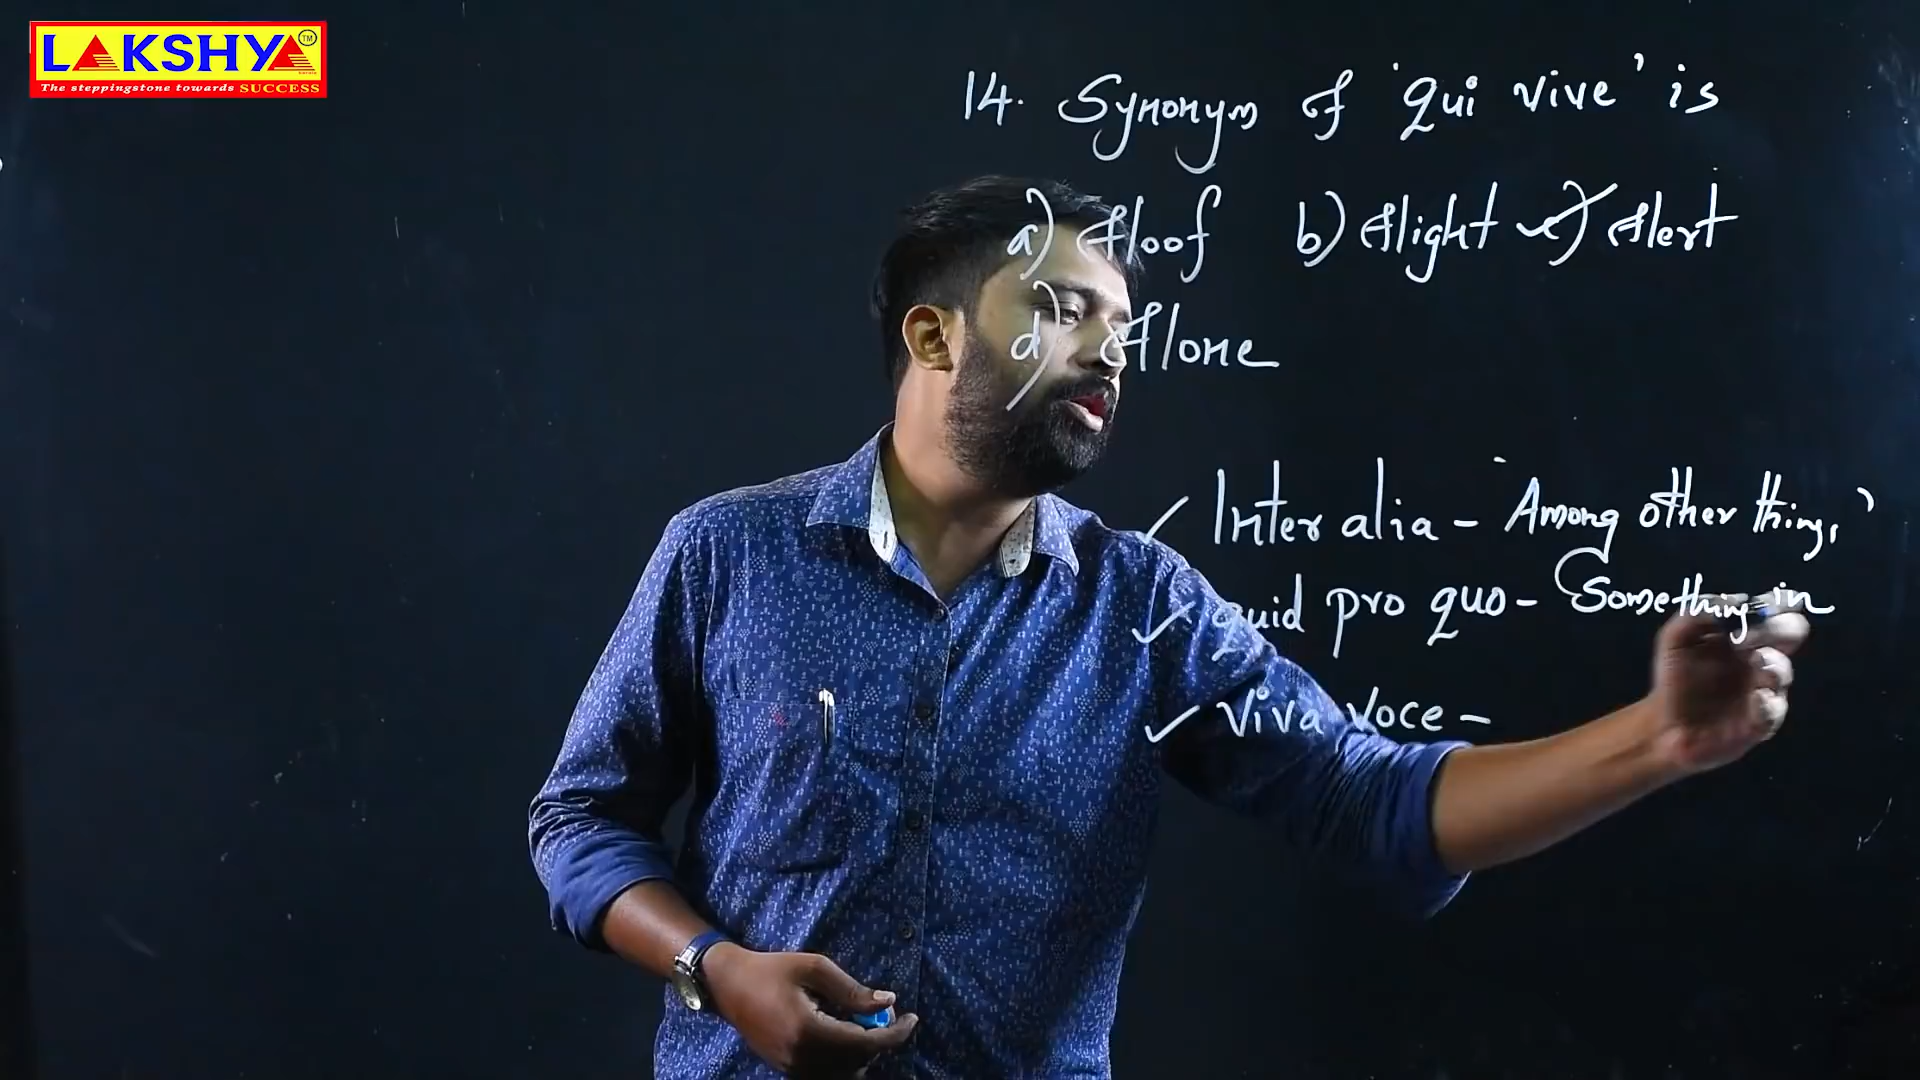 LAKSHYA TM
The steppingstone towards SUCCESS
14. Synonym of 'qui vive' is
a) Aloof b) Alight c) Alert
d) Alone
Inter alia - 'Among other things'
quid pro quo - Something in
viva voce -